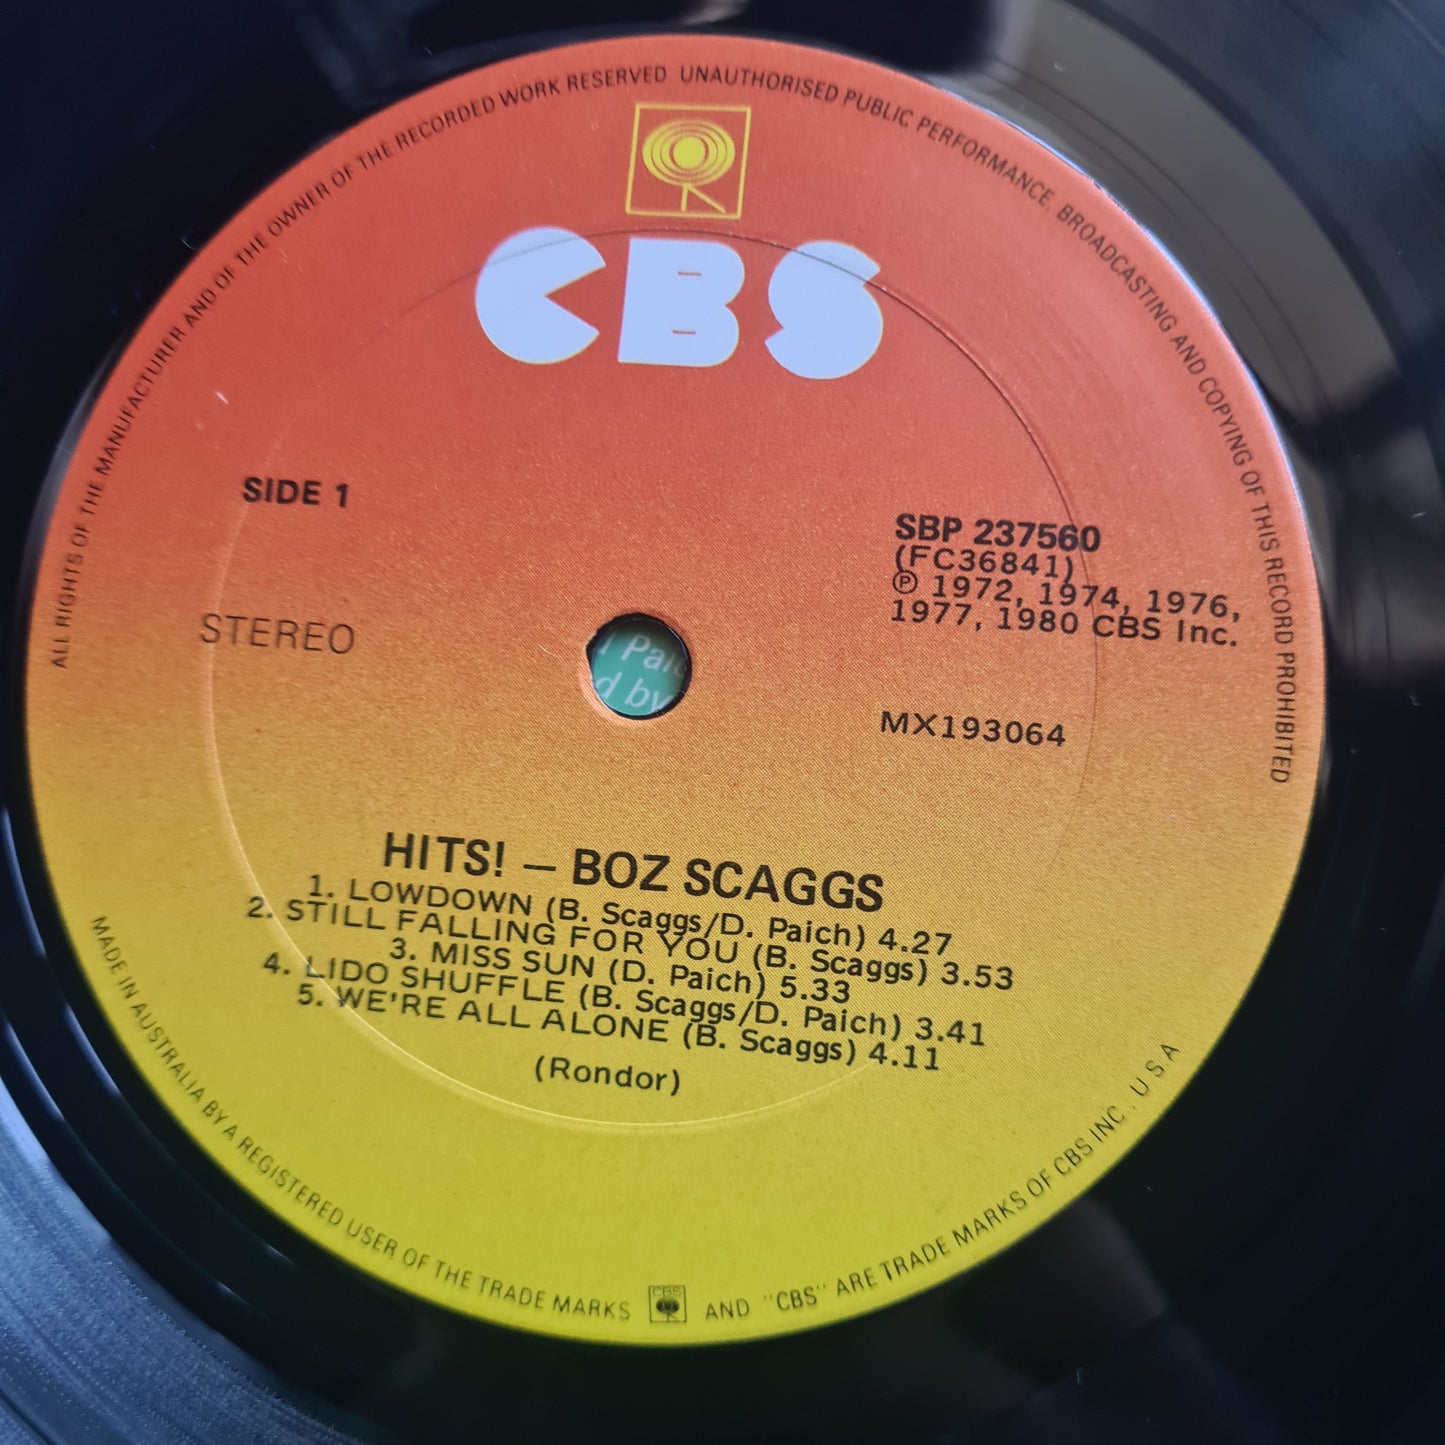 ALL RIGHTS OF THE MANUFACTURER AND OF THE OWNER OF THE RECORDED WORK RESERVED. UNAUTHORISED PUBLIC PERFORMANCE. BROADCASTING AND COPYING OF THIS RECORD PROHIBITED
CBS
SIDE 1
STEREO
SBP 237560
(FC36841)
℗ 1972, 1974, 1976,
1977, 1980 CBS Inc.
MX193064
Paic
d by
HITS! – BOZ SCAGGS
1. LOWDOWN (B. Scaggs/D. Paich) 4.27
2. STILL FALLING FOR YOU (B. Scaggs) 3.53
3. MISS SUN (D. Paich) 5.33
4. LIDO SHUFFLE (B. Scaggs/D. Paich) 3.41
5. WE'RE ALL ALONE (B. Scaggs) 4.11
(Rondor)
MADE IN AUSTRALIA BY A REGISTERED USER OF THE TRADE MARKS CBS AND "CBS" ARE TRADE MARKS OF CBS INC., U S A